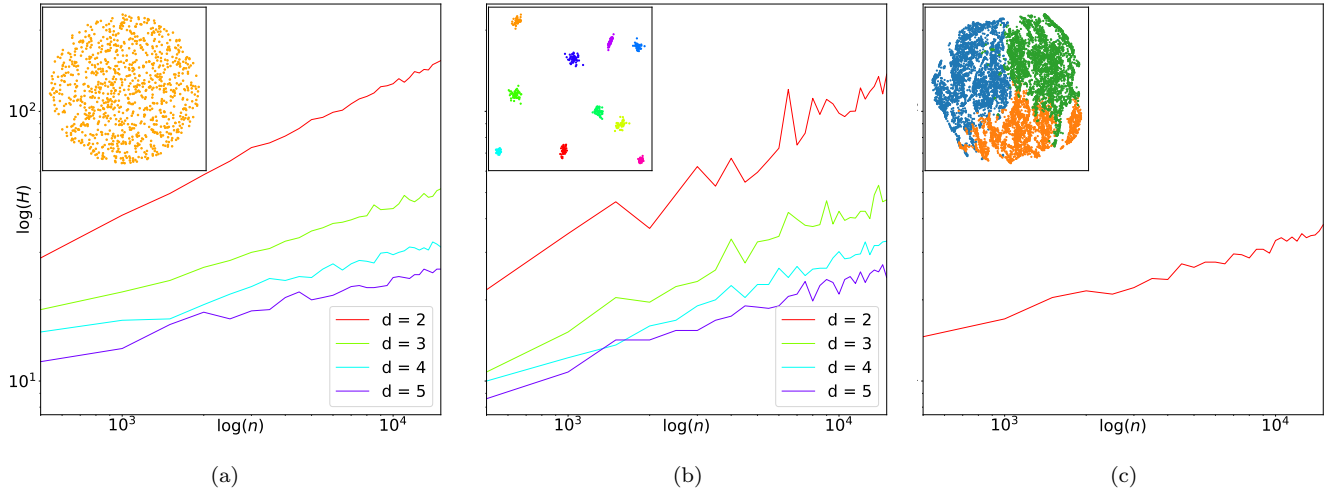 10²
10¹
log(H)
10³
log(n)
10⁴
d = 2
d = 3
d = 4
d = 5
(a)
10³
log(n)
10⁴
d = 2
d = 3
d = 4
d = 5
(b)
10³
log(n)
10⁴
(c)